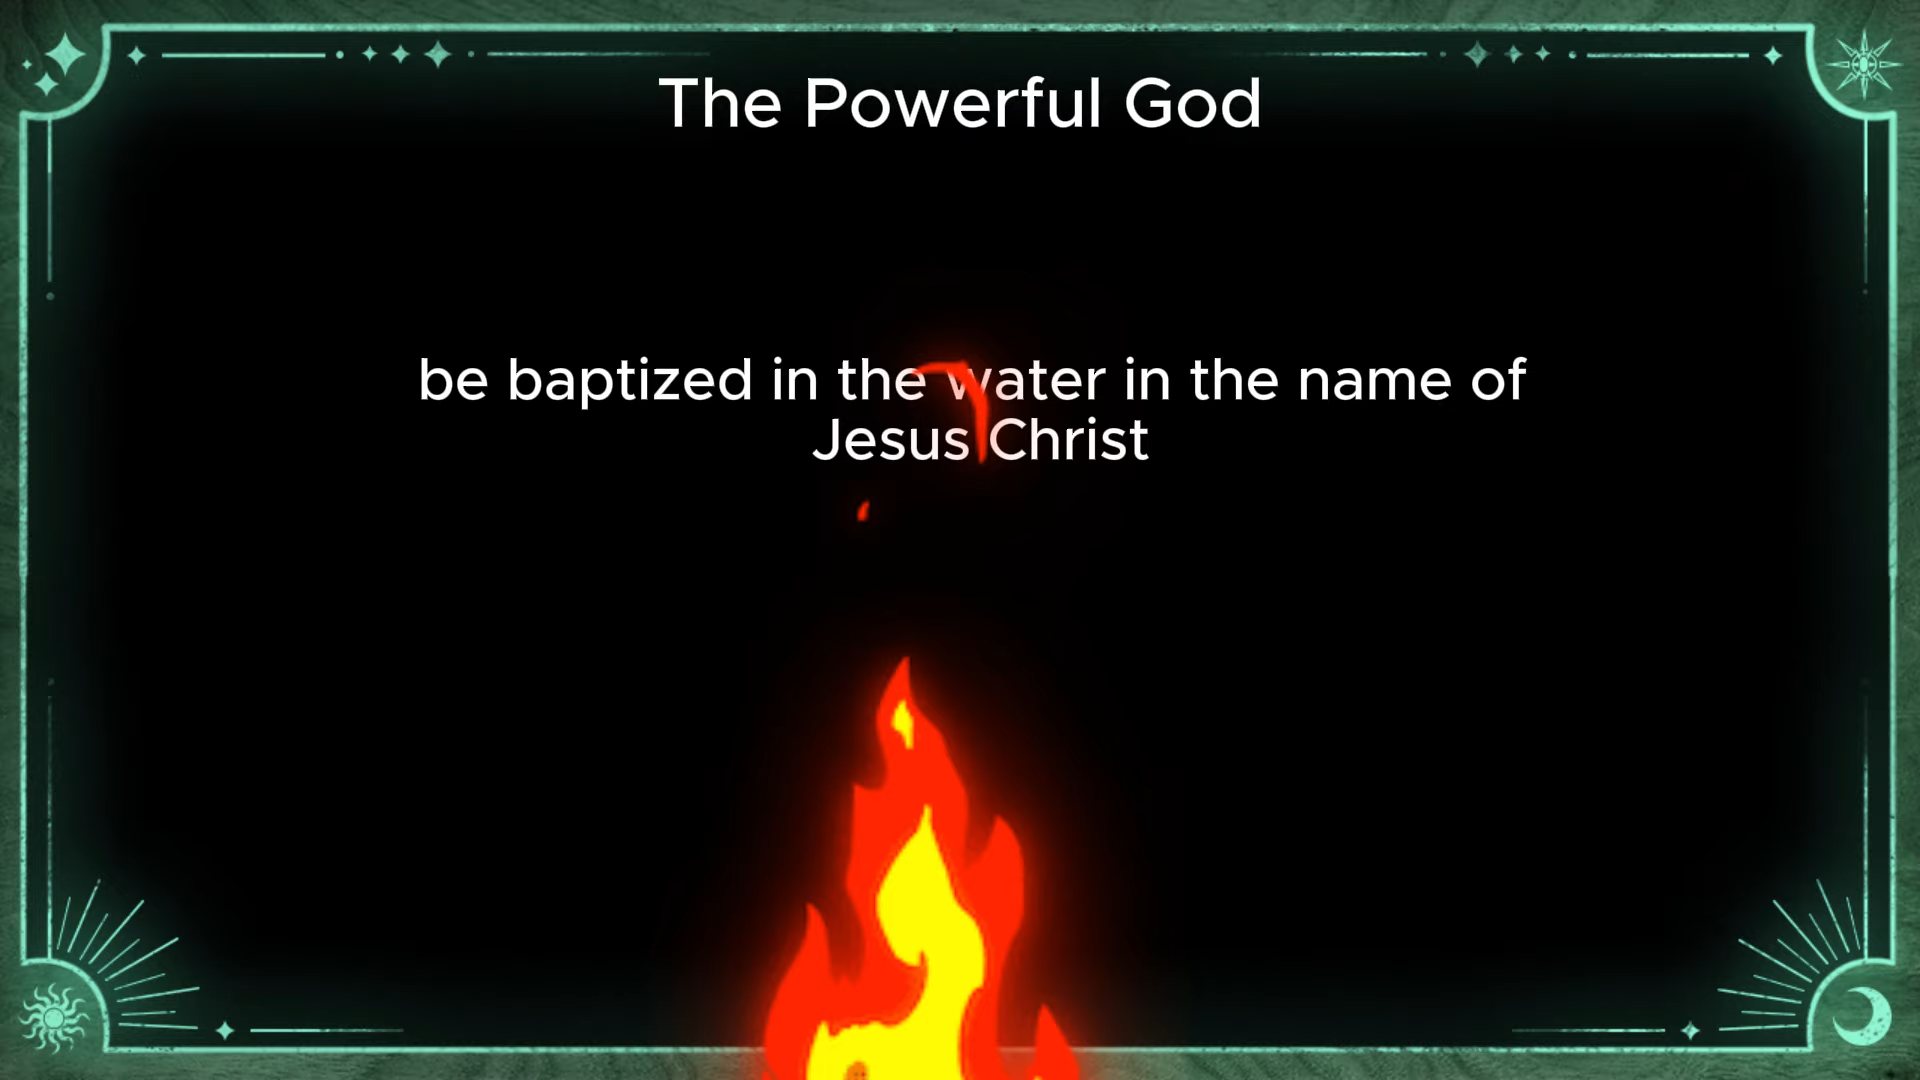 The Powerful God
be baptized in the water in the name of
Jesus Christ